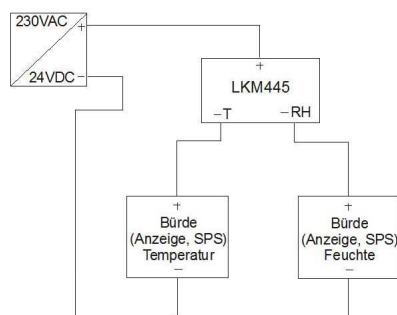 230VAC
+
24VDC
−
+
LKM445
−T −RH
+
Bürde
(Anzeige, SPS)
Temperatur
−
+
Bürde
(Anzeige, SPS)
Feuchte
−